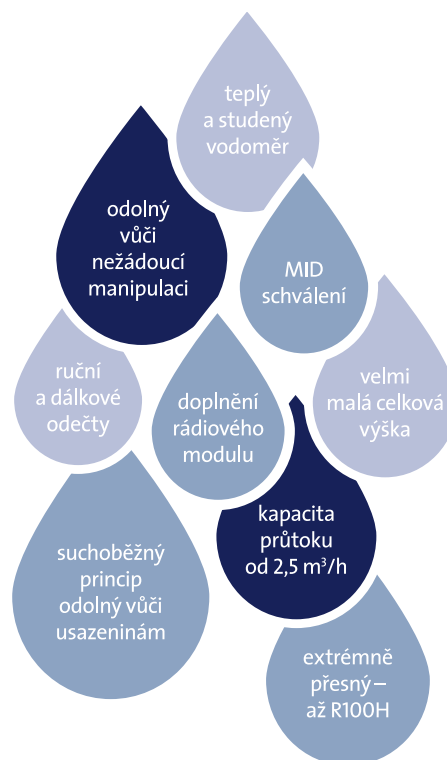 teplý
a studený
vodoměr
odolný
vůči
nežádoucí
manipulaci
MID
schválení
ruční
a dálkové
odečty
doplnění
rádiového
modulu
velmi
malá celková
výška
kapacita
průtoku
od 2,5 m³/h
suchoběžný
princip
odolný vůči
usazeninám
extrémně
přesný –
až R100H